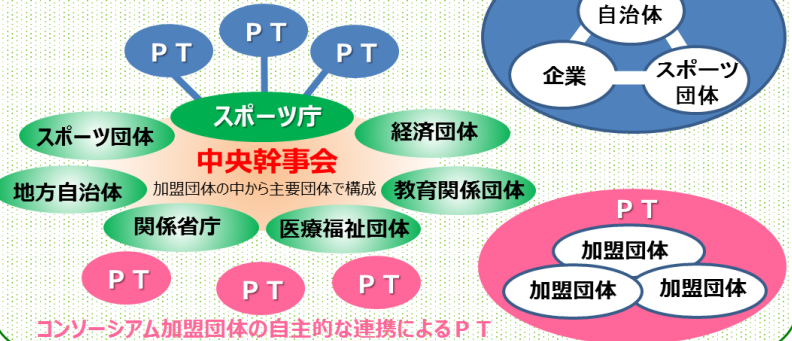 ＰＴ
ＰＴ
ＰＴ
自治体
企業
スポーツ
団体
スポーツ庁
スポーツ団体
経済団体
中央幹事会
地方自治体
加盟団体の中から主要団体で構成
教育関係団体
関係省庁
医療福祉団体
ＰＴ
ＰＴ
ＰＴ
コンソーシアム加盟団体の自主的な連携によるＰＴ
ＰＴ
加盟団体
加盟団体
加盟団体